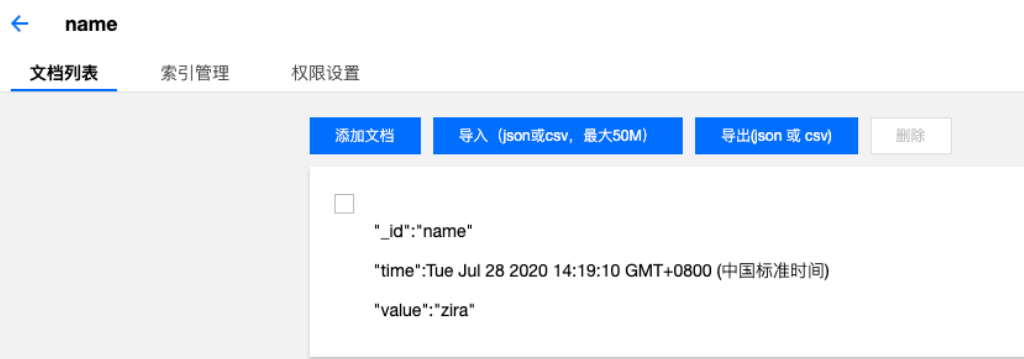 name
文档列表 索引管理 权限设置
添加文档 导入（json或csv，最大50M） 导出(json 或 csv) 删除
"_id":"name"
"time":Tue Jul 28 2020 14:19:10 GMT+0800 (中国标准时间)
"value":"zira"